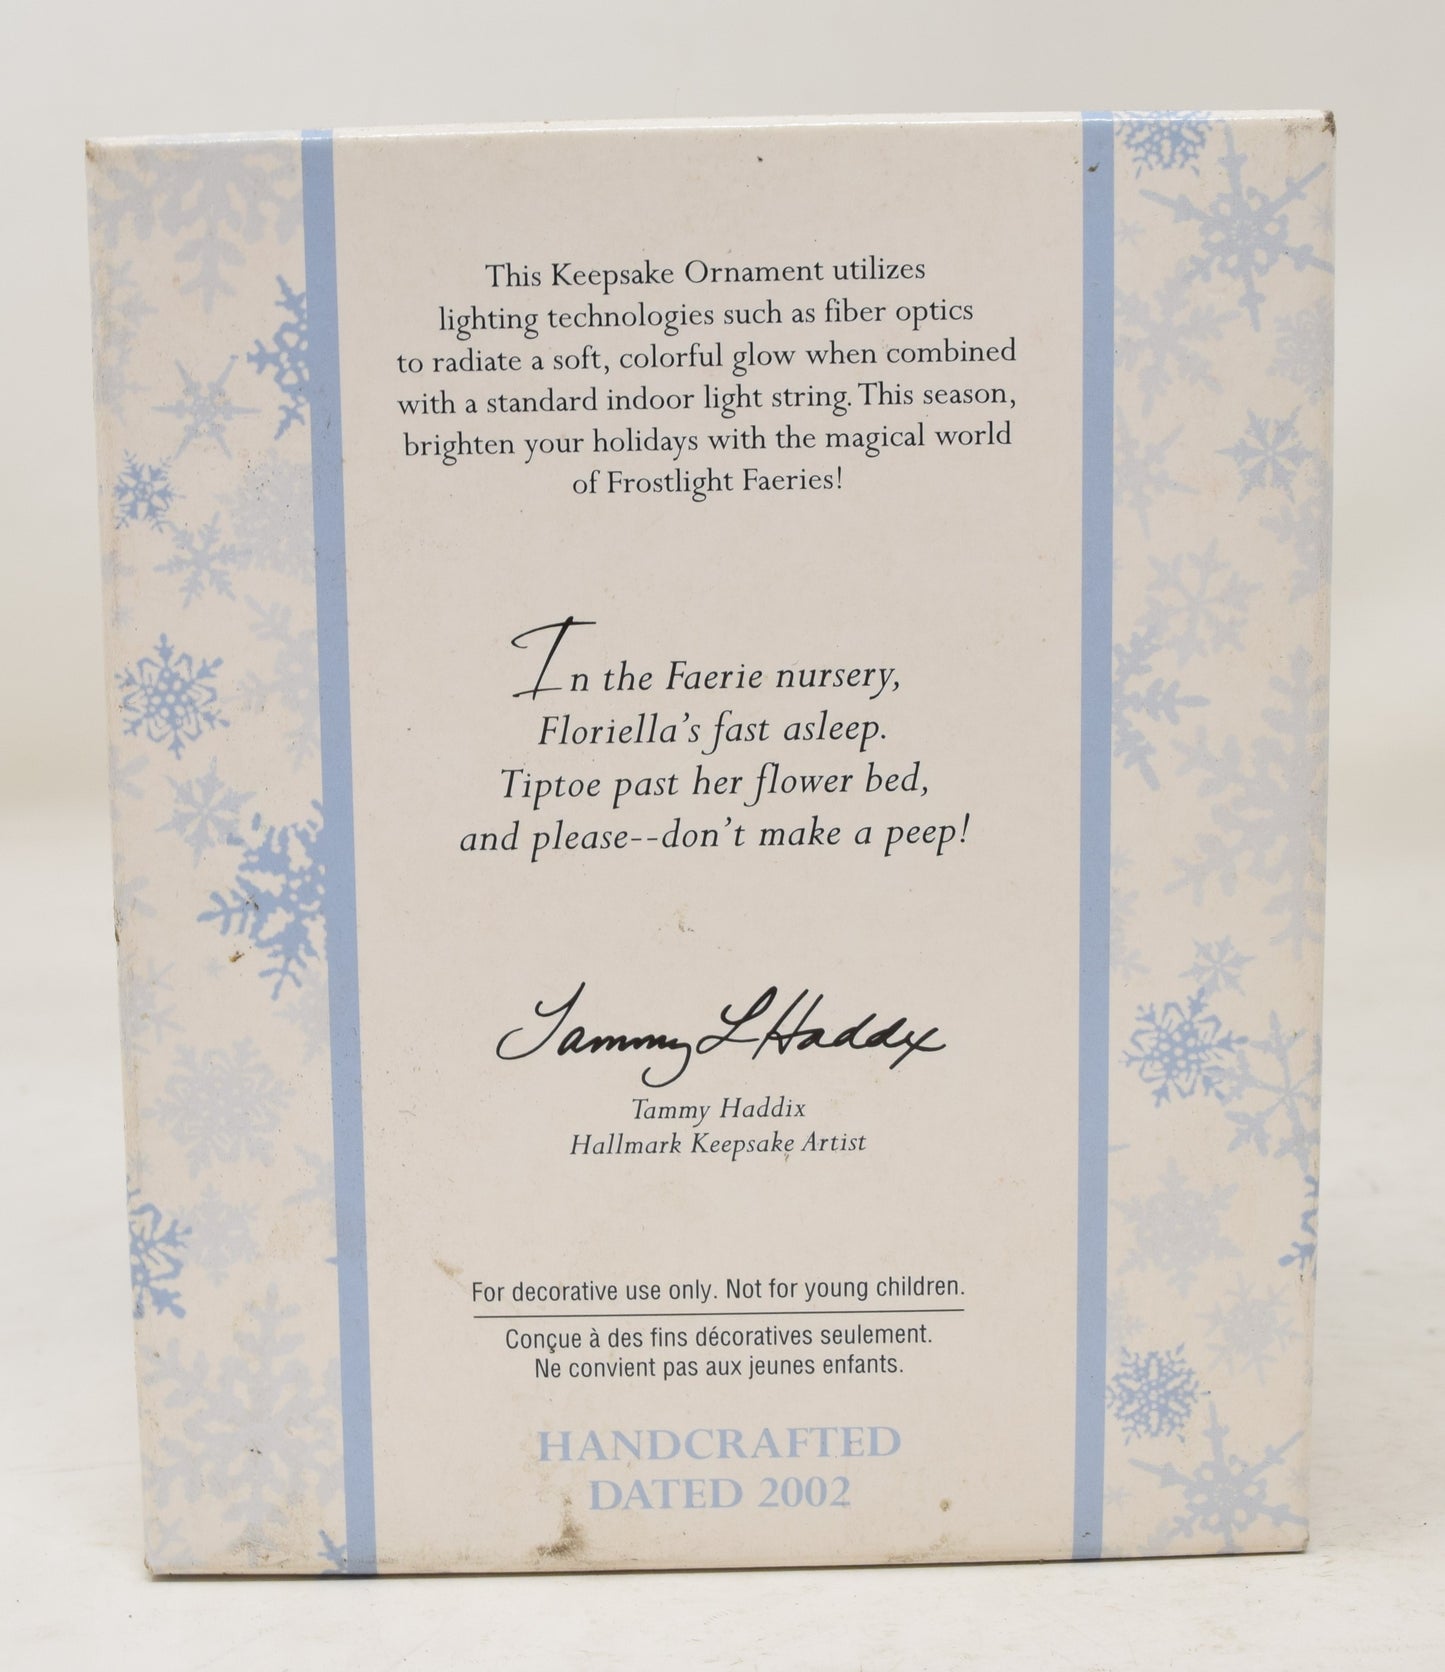 This Keepsake Ornament utilizes
lighting technologies such as fiber optics
to radiate a soft, colorful glow when combined
with a standard indoor light string. This season,
brighten your holidays with the magical world
of Frostlight Faeries!
In the Faerie nursery,
Floriella's fast asleep.
Tiptoe past her flower bed,
and please--don't make a peep!
Tammy L Haddix
Tammy Haddix
Hallmark Keepsake Artist
For decorative use only. Not for young children.
Conçue à des fins décoratives seulement.
Ne convient pas aux jeunes enfants.
HANDCRAFTED
DATED 2002